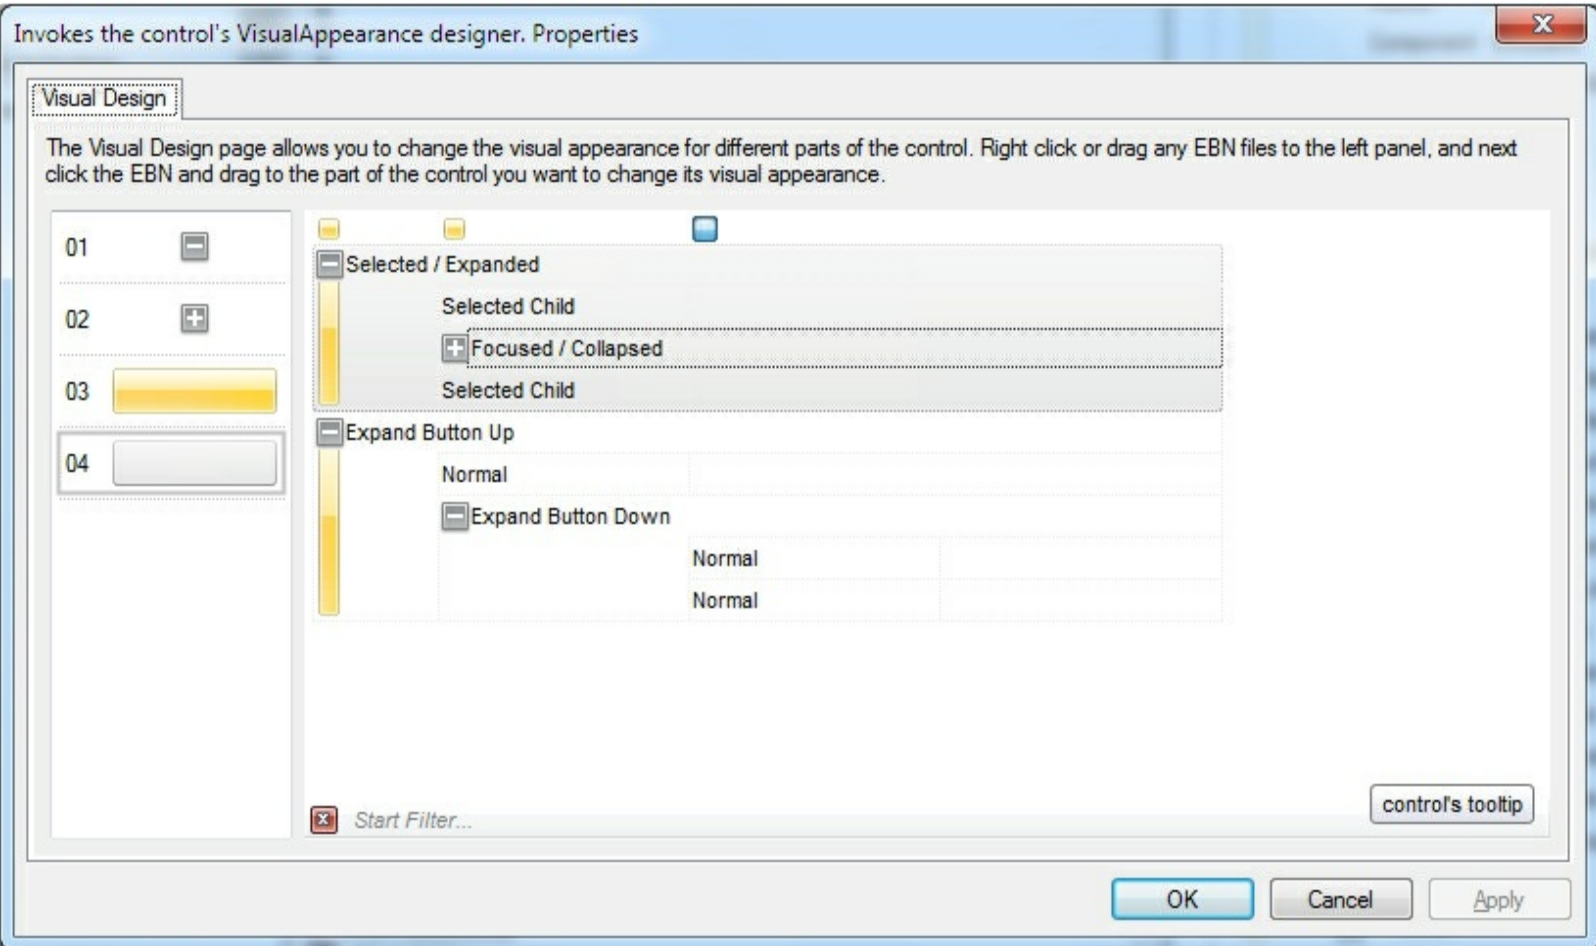 Invokes the control's VisualAppearance designer. Properties
Component
Visual Design
The Visual Design page allows you to change the visual appearance for different parts of the control. Right click or drag any EBN files to the left panel, and next
click the EBN and drag to the part of the control you want to change its visual appearance.
01
02
03
04
Selected / Expanded
Selected Child
Focused / Collapsed
Selected Child
Expand Button Up
Normal
Expand Button Down
Normal
Normal
Start Filter...
control's tooltip
OK
Cancel
Apply